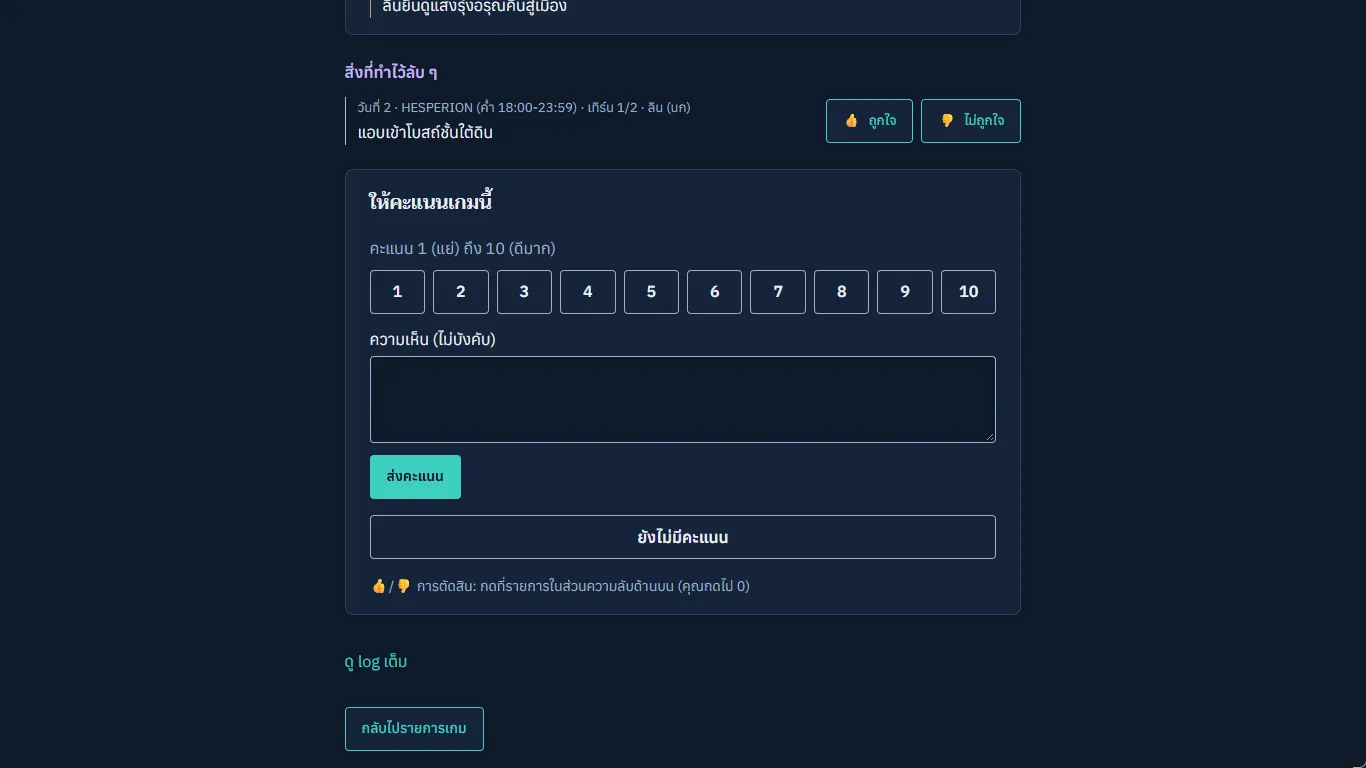 ลินยืนดูแสงรุ่งอรุณคืนสู่เมือง
สิ่งที่ทำไว้ลับ ๆ
วันที่ 2 · HESPERION (ค่ำ 18:00-23:59) · เทิร์น 1/2 · ลิน (นก)
แอบเข้าโบสถ์ชั้นใต้ดิน
👍 ถูกใจ
👎 ไม่ถูกใจ
ให้คะแนนเกมนี้
คะแนน 1 (แย่) ถึง 10 (ดีมาก)
1 2 3 4 5 6 7 8 9 10
ความเห็น (ไม่บังคับ)
ส่งคะแนน
ยังไม่มีคะแนน
👍/👎 การตัดสิน: กดที่รายการในส่วนความลับด้านบน (คุณกดไป 0)
ดู log เต็ม
กลับไปรายการเกม